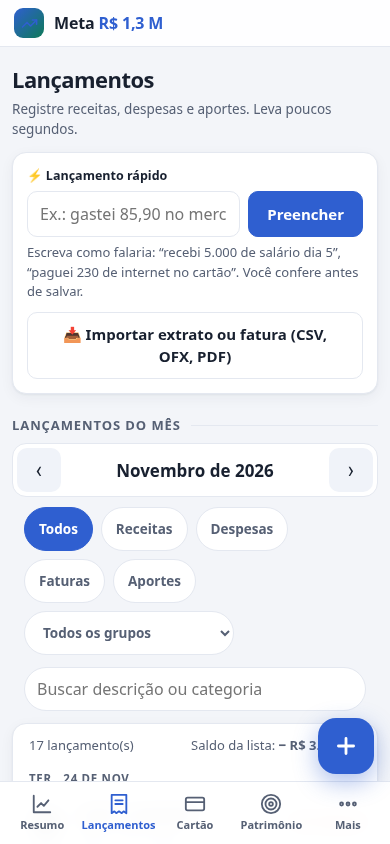 Meta R$ 1,3 M
Lançamentos
Registre receitas, despesas e aportes. Leva poucos
segundos.
⚡ Lançamento rápido
Ex.: gastei 85,90 no merc
Preencher
Escreva como falaria: “recebi 5.000 de salário dia 5”,
“paguei 230 de internet no cartão”. Você confere antes
de salvar.
📥 Importar extrato ou fatura (CSV,
OFX, PDF)
LANÇAMENTOS DO MÊS
‹ Novembro de 2026 ›
Todos Receitas Despesas
Faturas Aportes
Todos os grupos
Buscar descrição ou categoria
17 lançamento(s) Saldo da lista: − R$ 3.
TER., 24 DE NOV
Resumo Lançamentos Cartão Patrimônio Mais